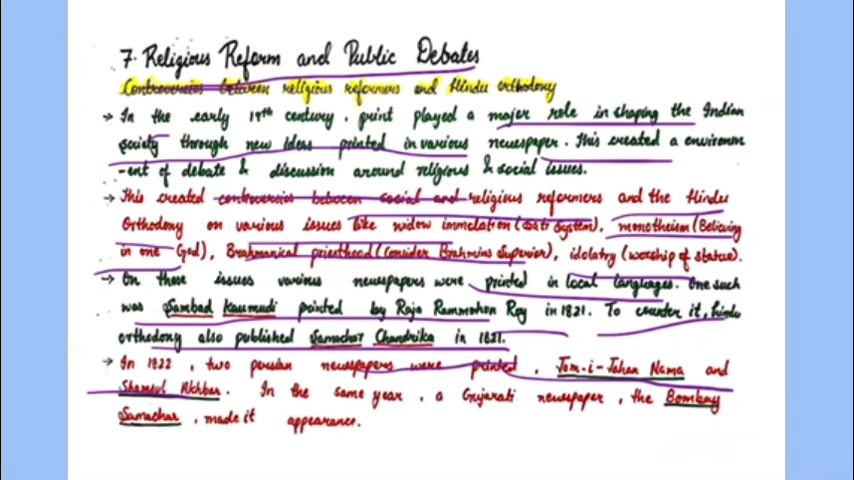 7. Religious Reform and Public Debates
Controversies between religious reformers and Hindu orthodony
→ In the early 19th century, print played a major role in shaping the Indian
society through new ideas printed in various newspaper. This created a environm
-ent of debate & discussion around religious & social issues.
→ This created controversies between social and religious reformers and the Hindu
Orthodony on various issues like widow immolation (Sati System), monotheism (Believing
in one God), Brahmanical priesthood (Consider Brahmins Superior), idolatry (worship of statue).
→ On these issues various newspapers were printed in local languages. One such
was Sambad Kaumudi printed by Raja Rammohan Roy in 1821. To counter it, hindu
orthodony also published Samachar Chandrika in 1821.
→ In 1822, two persian newspapers were printed, Jam-i-Jahan Nama and
Shamsul Akhbar. In the same year, a Gujarati newspaper, the Bombay
Samachar, made it appearance.